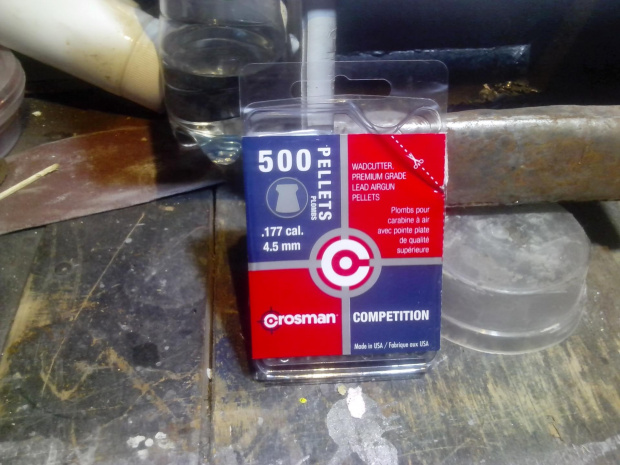 500
PELLETS
PLOMBS
.177 cal.
4.5 mm
WADCUTTER,
PREMIUM GRADE
LEAD AIRGUN
PELLETS
Plombs pour
carabine à air
avec pointe plate
de qualité
supérieure
Crosman
COMPETITION
Made in USA / Fabrique aux USA